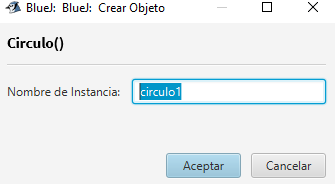 BlueJ: BlueJ: Crear Objeto
Circulo()
Nombre de Instancia: circulo1
Aceptar Cancelar